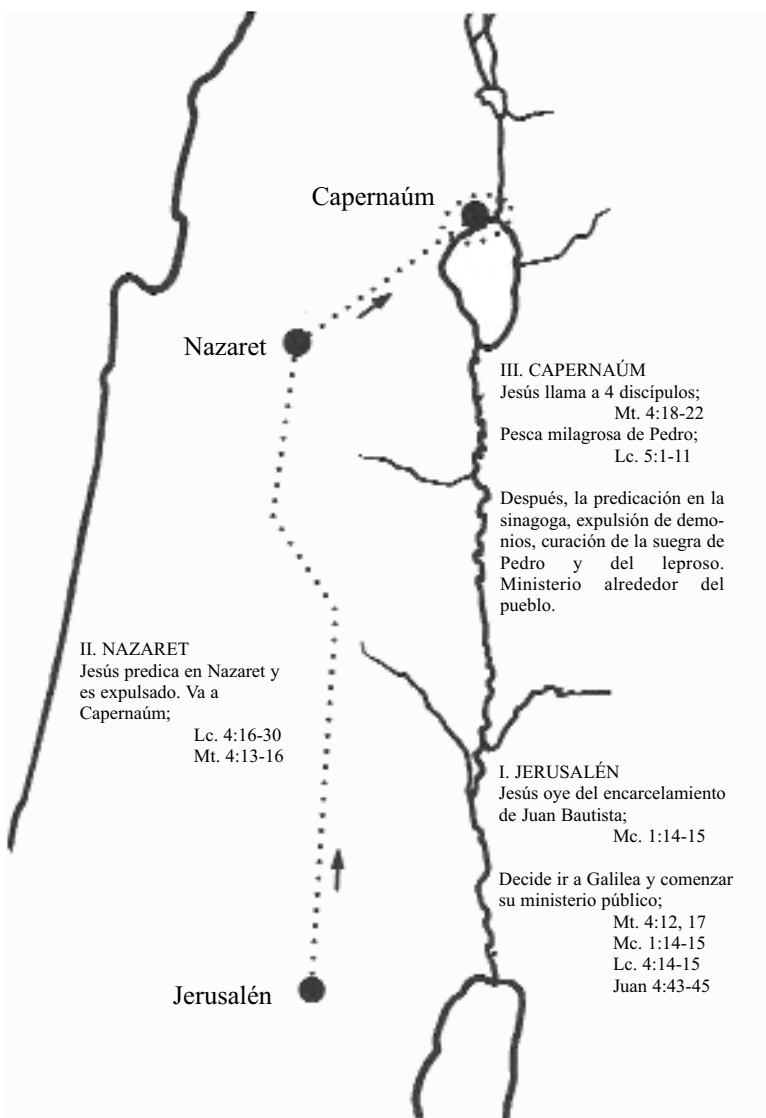 Capernaúm
Nazaret
III. CAPERNAÚM
Jesús llama a 4 discípulos;
Mt. 4:18-22
Pesca milagrosa de Pedro;
Lc. 5:1-11
Después, la predicación en la
sinagoga, expulsión de demo-
nios, curación de la suegra de
Pedro y del leproso.
Ministerio alrededor del
pueblo.
II. NAZARET
Jesús predica en Nazaret y
es expulsado. Va a
Capernaúm;
Lc. 4:16-30
Mt. 4:13-16
I. JERUSALÉN
Jesús oye del encarcelamiento
de Juan Bautista;
Mc. 1:14-15
Decide ir a Galilea y comenzar
su ministerio público;
Mt. 4:12, 17
Mc. 1:14-15
Lc. 4:14-15
Juan 4:43-45
Jerusalén